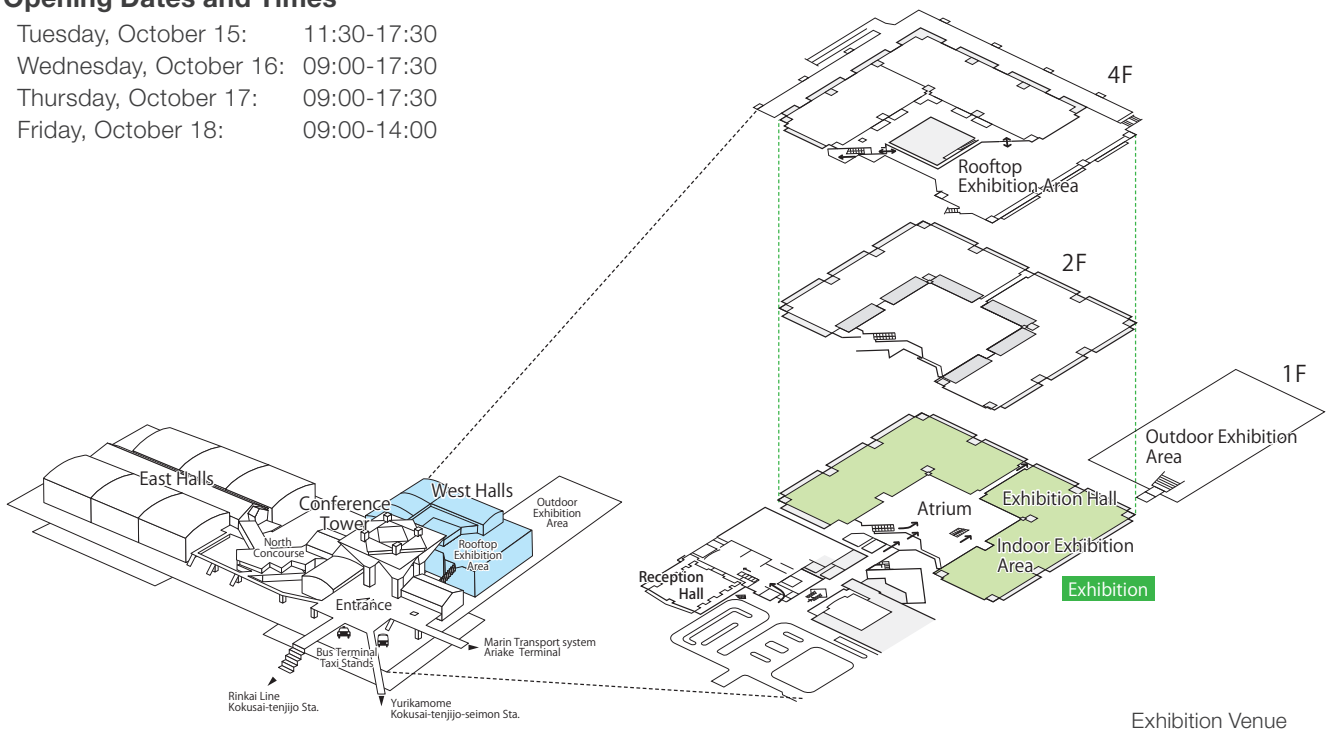 Opening Dates and Times
Tuesday, October 15: 11:30-17:30
Wednesday, October 16: 09:00-17:30
Thursday, October 17: 09:00-17:30
Friday, October 18: 09:00-14:00
4F
Rooftop
Exhibition Area
2F
1F
Outdoor Exhibition
Area
Exhibition Hall
Atrium
Indoor Exhibition
Area
Exhibition
Reception
Hall
East Halls
Conference
Tower
West Halls
Outdoor
Exhibition
Area
North
Concourse
Rooftop
Exhibition
Area
Entrance
Bus Terminal
Taxi Stands
Marin Transport system
Ariake Terminal
Rinkai Line
Kokusai-tenjijo Sta.
Yurikamome
Kokusai-tenjijo-seimon Sta.
Exhibition Venue